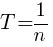 T = 1/n